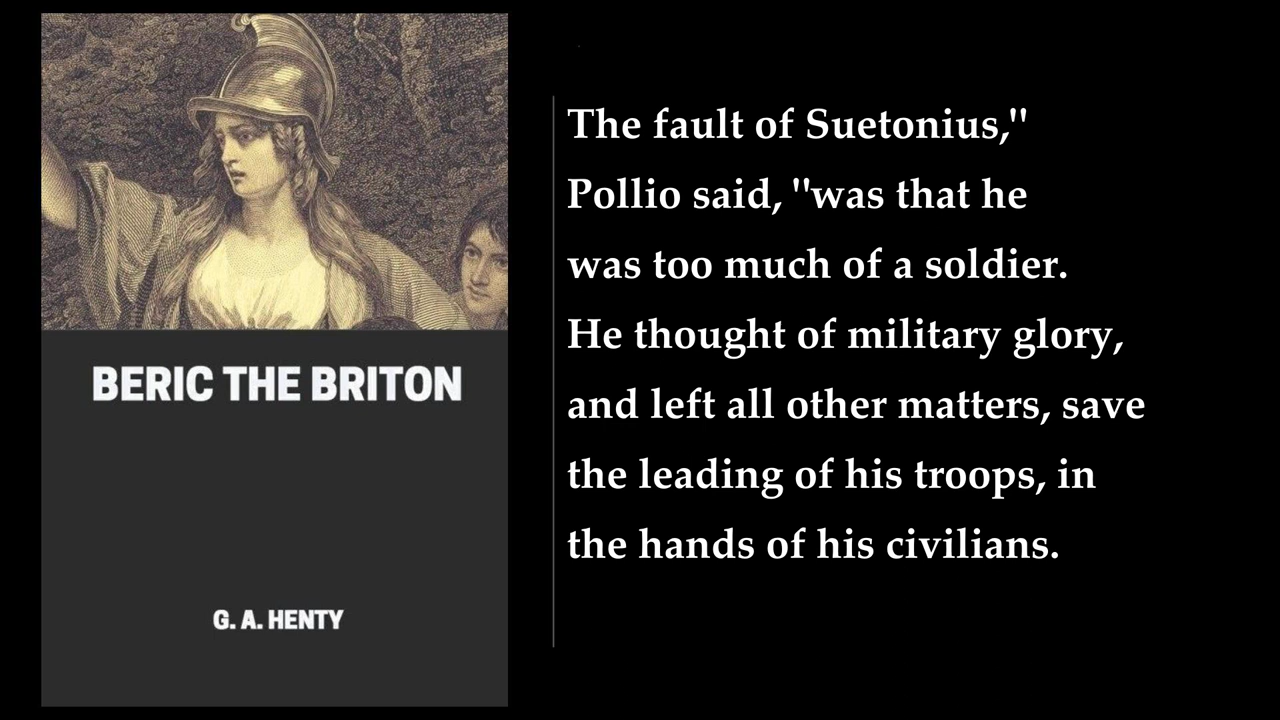 BERIC THE BRITON
G. A. HENTY
The fault of Suetonius,"
Pollio said, "was that he
was too much of a soldier.
He thought of military glory,
and left all other matters, save
the leading of his troops, in
the hands of his civilians.